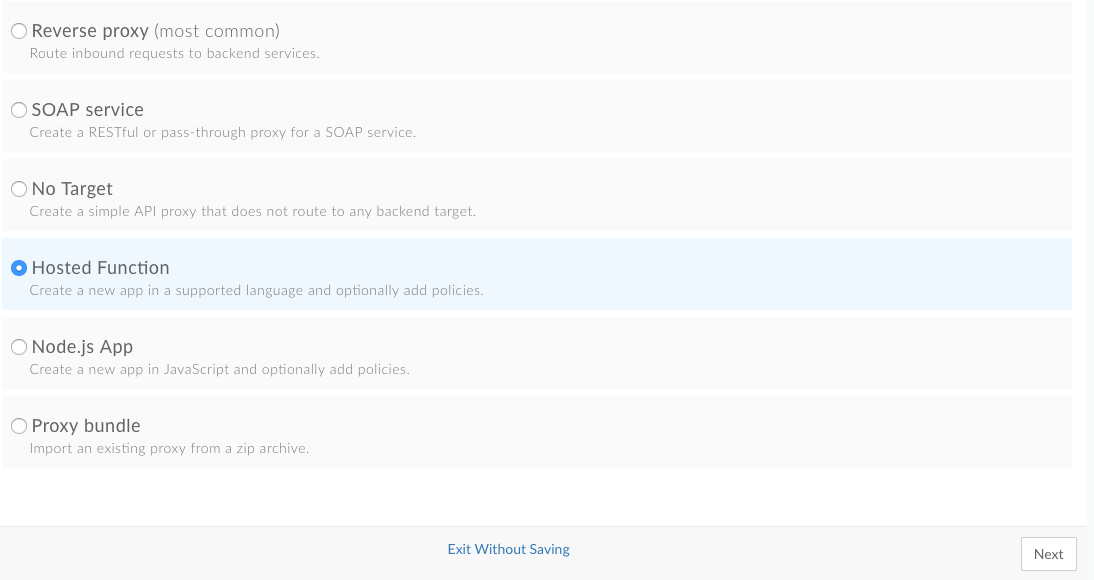 Reverse proxy (most common)
Route inbound requests to backend services.
SOAP service
Create a RESTful or pass-through proxy for a SOAP service.
No Target
Create a simple API proxy that does not route to any backend target.
Hosted Function
Create a new app in a supported language and optionally add policies.
Node.js App
Create a new app in JavaScript and optionally add policies.
Proxy bundle
Import an existing proxy from a zip archive.
Exit Without Saving
Next